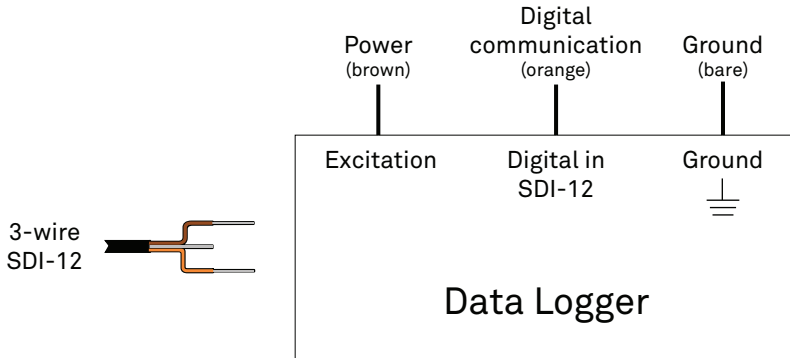 Power
(brown)
Digital
communication
(orange)
Ground
(bare)
Excitation
Digital in
SDI-12
Ground
3-wire
SDI-12
Data Logger